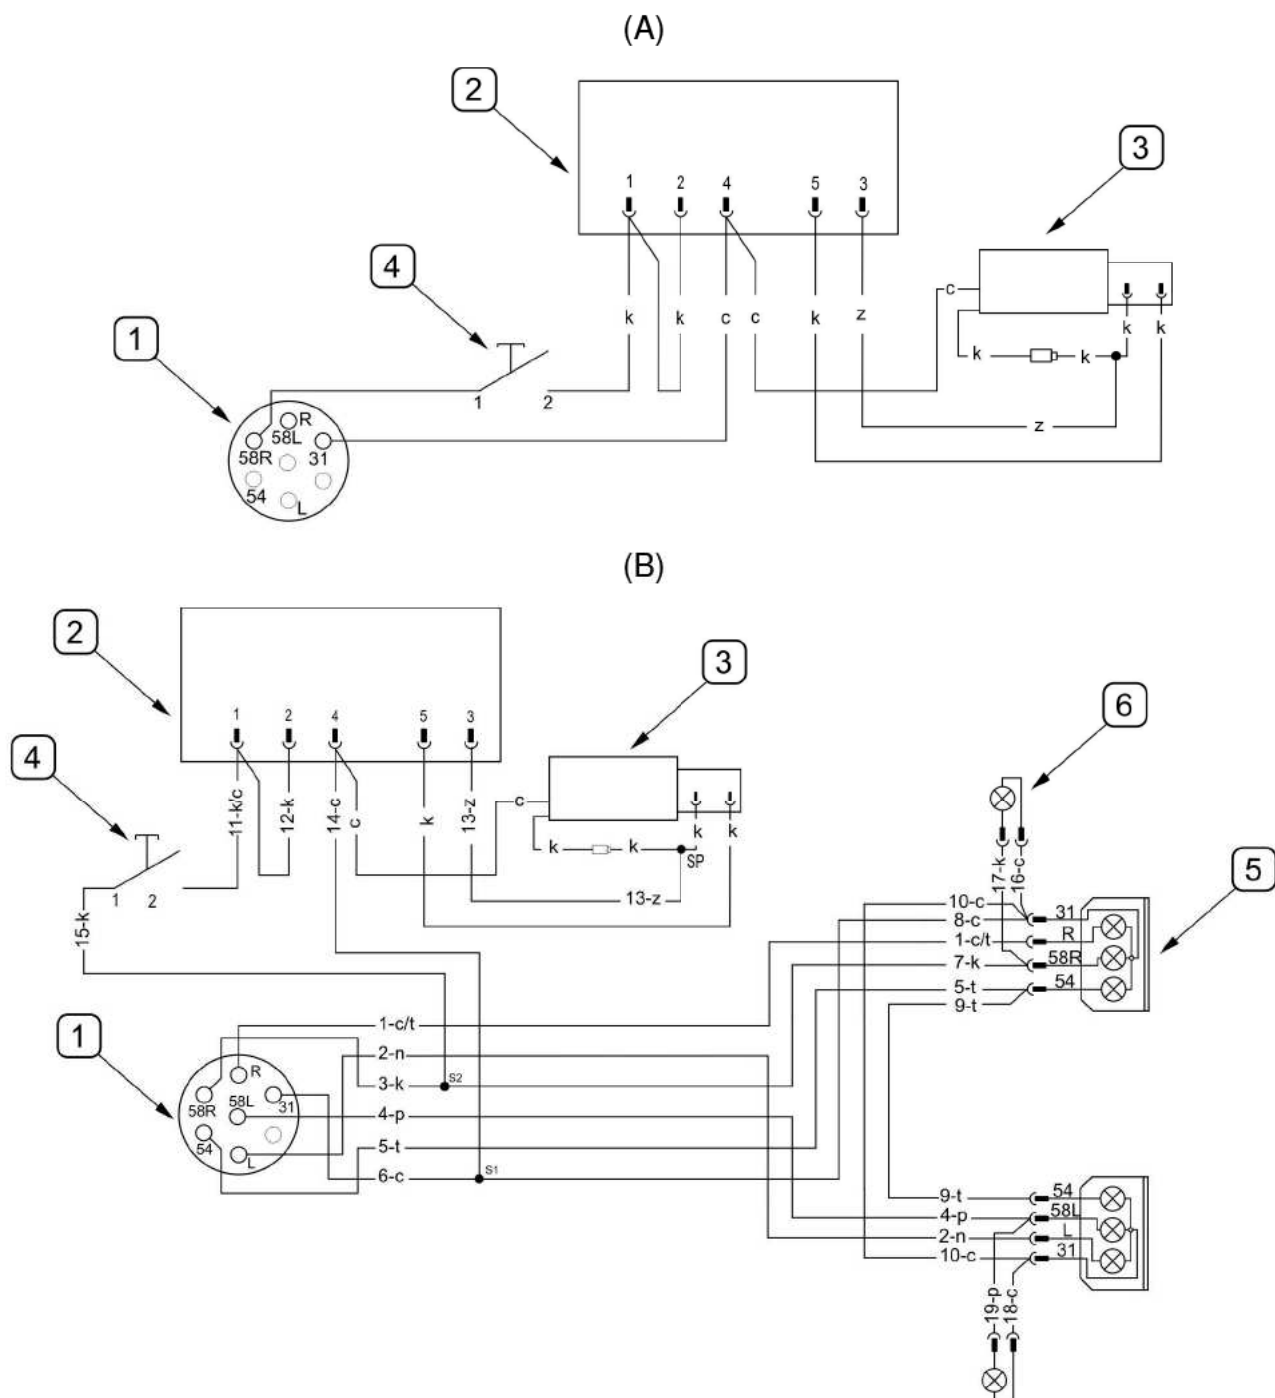 (A)
2
3
1 2 4 5 3
4
c
k k c c k z k k
1
k k
1 2
R
58L
58R 31
z
54
L
(B)
2
3
6
1 2 4 5 3
4
c
11-k/c 12-k 14-c c k 13-z k k
k k
SP
17-k 16-c
5
1 2
13-z
10-c
31
8-c
R
1-c/t
15-k
7-k 58R
5-t 54
9-t
1
1-c/t
2-n
R
3-k S2
58L
58R 31
4-p
54
5-t
L
6-c S1
9-t 54
4-p 58L
2-n L
10-c 31
19-p 18-c